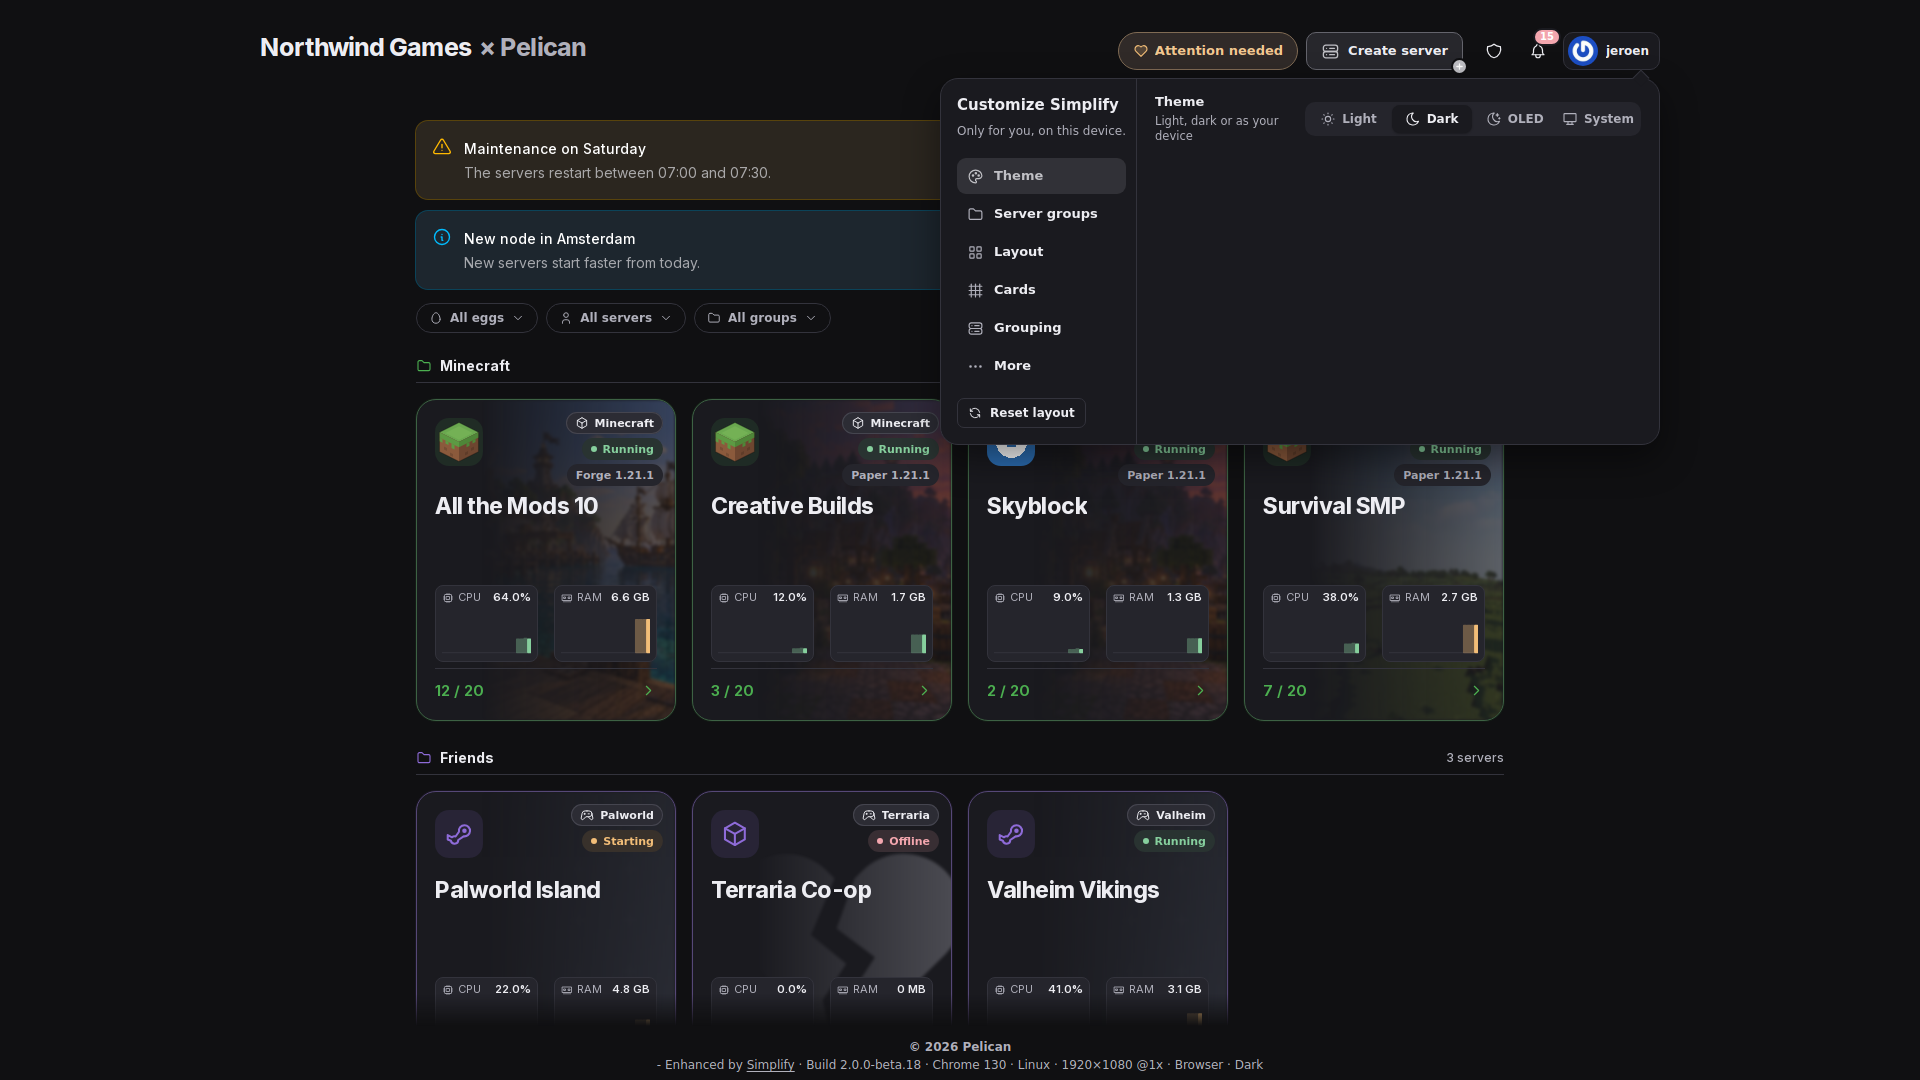 Northwind Games × Pelican
Attention needed
Create server
15
jeroen
Customize Simplify
Only for you, on this device.
Theme
Server groups
Layout
Cards
Grouping
More
Reset layout
Theme
Light, dark or as your
device
Light
Dark
OLED
System
Maintenance on Saturday
The servers restart between 07:00 and 07:30.
New node in Amsterdam
New servers start faster from today.
All eggs
All servers
All groups
Minecraft
Minecraft
Running
Forge 1.21.1
All the Mods 10
CPU 64.0%
RAM 6.6 GB
12 / 20
Minecraft
Running
Paper 1.21.1
Creative Builds
CPU 12.0%
RAM 1.7 GB
3 / 20
Running
Paper 1.21.1
Skyblock
CPU 9.0%
RAM 1.3 GB
2 / 20
Running
Paper 1.21.1
Survival SMP
CPU 38.0%
RAM 2.7 GB
7 / 20
Friends
3 servers
Palworld
Starting
Palworld Island
CPU 22.0%
RAM 4.8 GB
Terraria
Offline
Terraria Co-op
CPU 0.0%
RAM 0 MB
Valheim
Running
Valheim Vikings
CPU 41.0%
RAM 3.1 GB
© 2026 Pelican
- Enhanced by Simplify · Build 2.0.0-beta.18 · Chrome 130 · Linux · 1920×1080 @1x · Browser · Dark